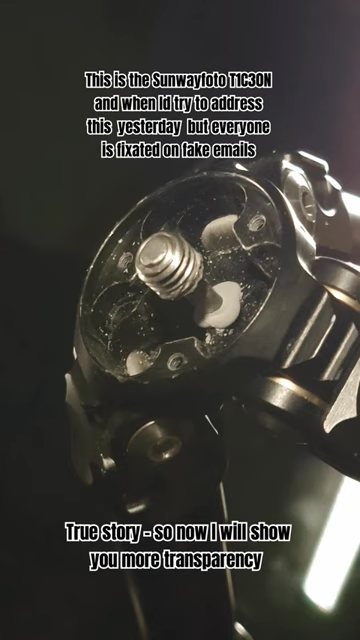 This is the Sunwayfoto T1C30N
and when Id try to address
this yesterday but everyone
is fixated on fake emails
True story - so now I will show
you more transparency